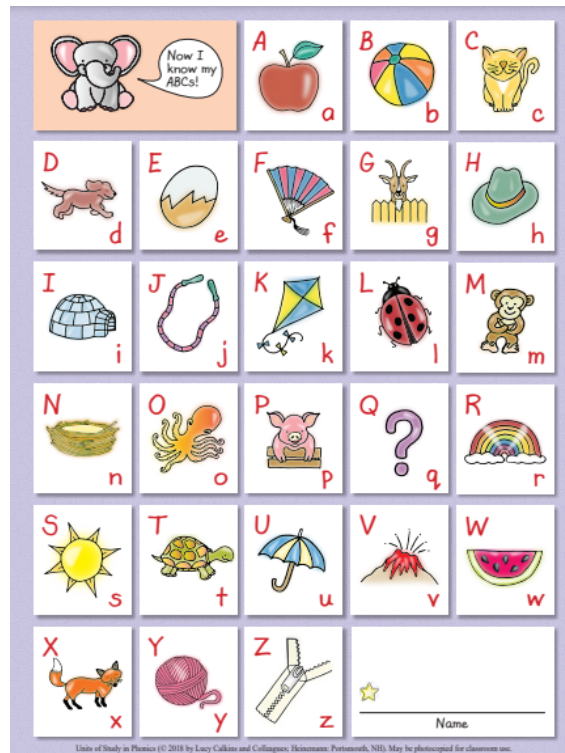 Now I
know my
ABCs!
A
a
B
b
C
c
D
d
E
e
F
f
G
g
H
h
I
i
J
j
K
k
L
l
M
m
N
n
O
o
P
p
Q
q
R
r
S
s
T
t
U
u
V
v
W
w
X
x
Y
y
Z
z
Name
Units of Study in Phonics (© 2018 by Lucy Calkins and Colleagues; Heinemann: Portsmouth, NH). May be photocopied for classroom use.